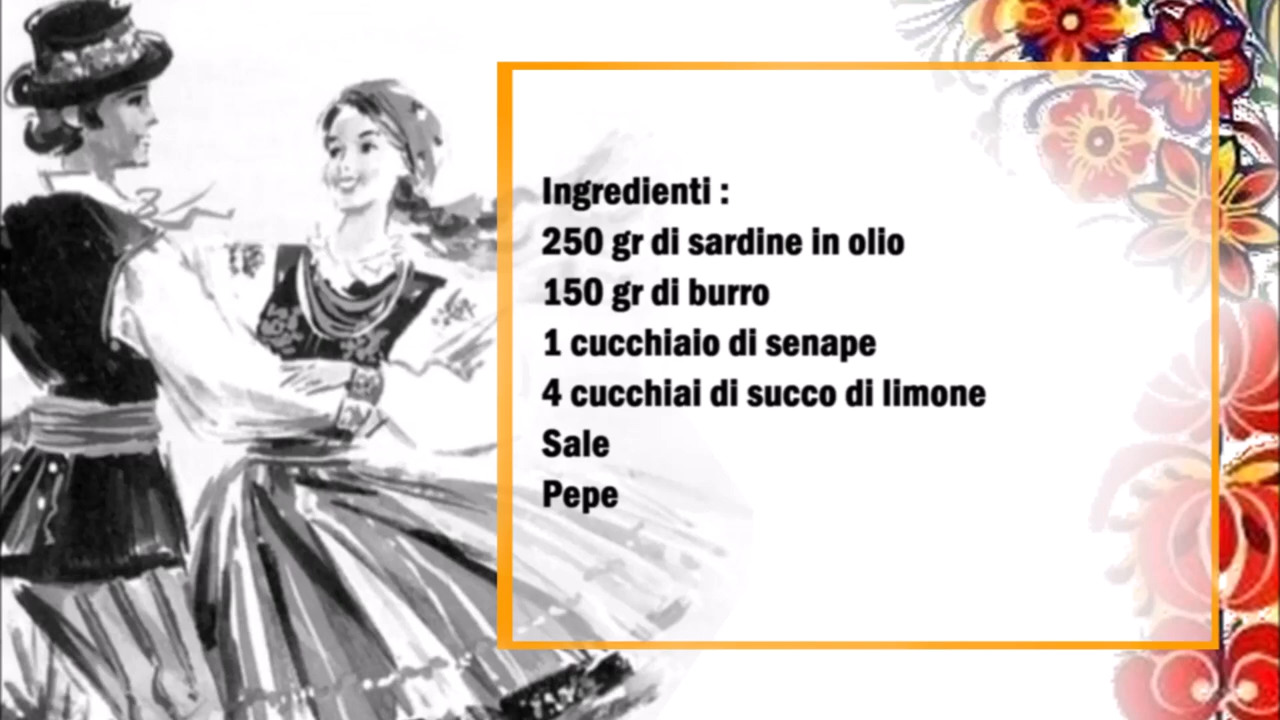 Ingredienti :
250 gr di sardine in olio
150 gr di burro
1 cucchiaio di senape
4 cucchiai di succo di limone
Sale
Pepe